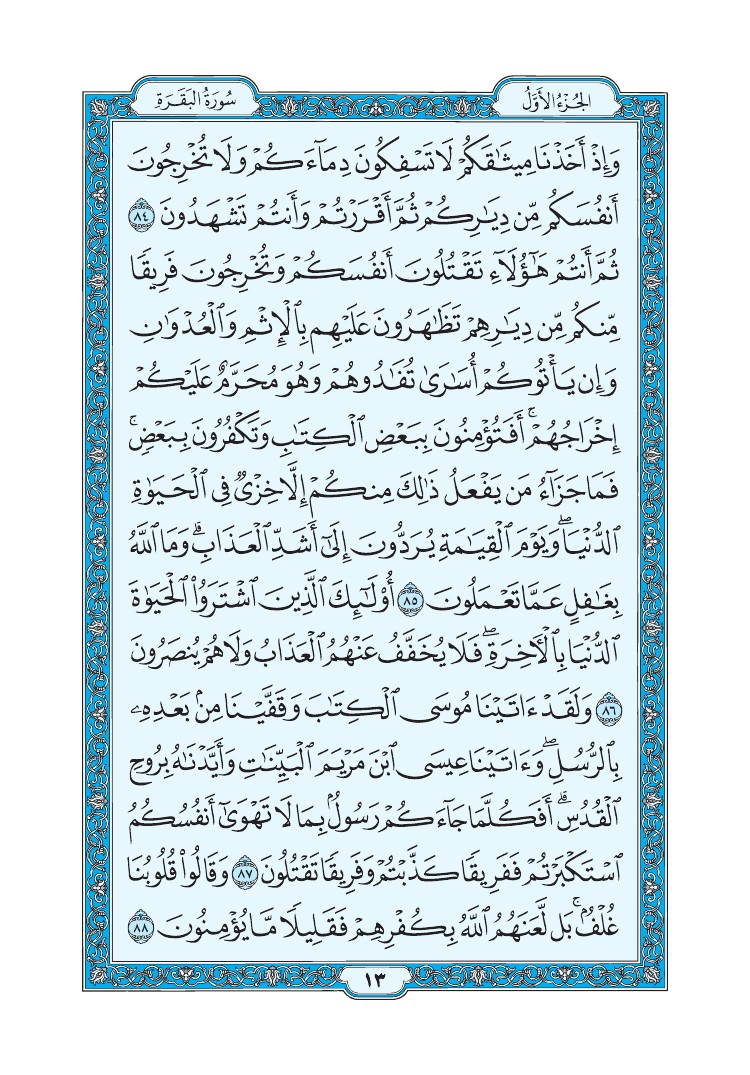 الجُزْءُ الأَوَّلُ
سُورَةُ البَقَرَةِ
وَإِذْ أَخَذْنَا مِيثَٰقَكُمْ لَا تَسْفِكُونَ دِمَآءَكُمْ وَلَا تُخْرِجُونَ
أَنفُسَكُم مِّن دِيَٰرِكُمْ ثُمَّ أَقْرَرْتُمْ وَأَنتُمْ تَشْهَدُونَ ٨٤
ثُمَّ أَنتُمْ هَٰٓؤُلَآءِ تَقْتُلُونَ أَنفُسَكُمْ وَتُخْرِجُونَ فَرِيقًا
مِّنكُم مِّن دِيَٰرِهِمْ تَظَٰهَرُونَ عَلَيْهِم بِٱلْإِثْمِ وَٱلْعُدْوَٰنِ
وَإِن يَأْتُوكُمْ أُسَٰرَىٰ تُفَٰدُوهُمْ وَهُوَ مُحَرَّمٌ عَلَيْكُمْ
إِخْرَاجُهُمْ ۚ أَفَتُؤْمِنُونَ بِبَعْضِ ٱلْكِتَٰبِ وَتَكْفُرُونَ بِبَعْضٍ ۚ
فَمَا جَزَآءُ مَن يَفْعَلُ ذَٰلِكَ مِنكُمْ إِلَّا خِزْىٌ فِى ٱلْحَيَوٰةِ
ٱلدُّنْيَا ۖ وَيَوْمَ ٱلْقِيَٰمَةِ يُرَدُّونَ إِلَىٰٓ أَشَدِّ ٱلْعَذَابِ ۗ وَمَا ٱللَّهُ
بِغَٰفِلٍ عَمَّا تَعْمَلُونَ ٨٥ أُو۟لَٰٓئِكَ ٱلَّذِينَ ٱشْتَرَوُا۟ ٱلْحَيَوٰةَ
ٱلدُّنْيَا بِٱلْءَاخِرَةِ ۖ فَلَا يُخَفَّفُ عَنْهُمُ ٱلْعَذَابُ وَلَا هُمْ يُنصَرُونَ
٨٦ وَلَقَدْ ءَاتَيْنَا مُوسَى ٱلْكِتَٰبَ وَقَفَّيْنَا مِنۢ بَعْدِهِۦ
بِٱلرُّسُلِ ۖ وَءَاتَيْنَا عِيسَى ٱبْنَ مَرْيَمَ ٱلْبَيِّنَٰتِ وَأَيَّدْنَٰهُ بِرُوحِ
ٱلْقُدُسِ ۗ أَفَكُلَّمَا جَآءَكُمْ رَسُولٌۢ بِمَا لَا تَهْوَىٰٓ أَنفُسُكُمُ
ٱسْتَكْبَرْتُمْ فَفَرِيقًا كَذَّبْتُمْ وَفَرِيقًا تَقْتُلُونَ ٨٧ وَقَالُوا۟ قُلُوبُنَا
غُلْفٌۢ ۚ بَل لَّعَنَهُمُ ٱللَّهُ بِكُفْرِهِمْ فَقَلِيلًا مَّا يُؤْمِنُونَ ٨٨
١٣